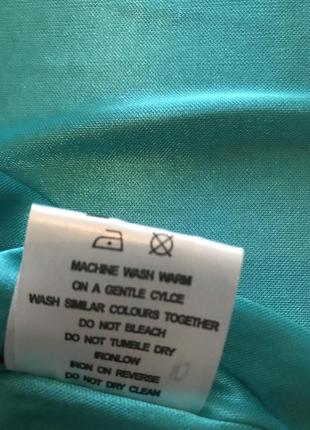 MACHINE WASH WARM
ON A GENTLE CYLCE
WASH SIMILAR COLOURS TOGETHER
DO NOT BLEACH
DO NOT TUMBLE DRY
IRONLOW
IRON ON REVERSE
DO NOT DRY CLEAN
10